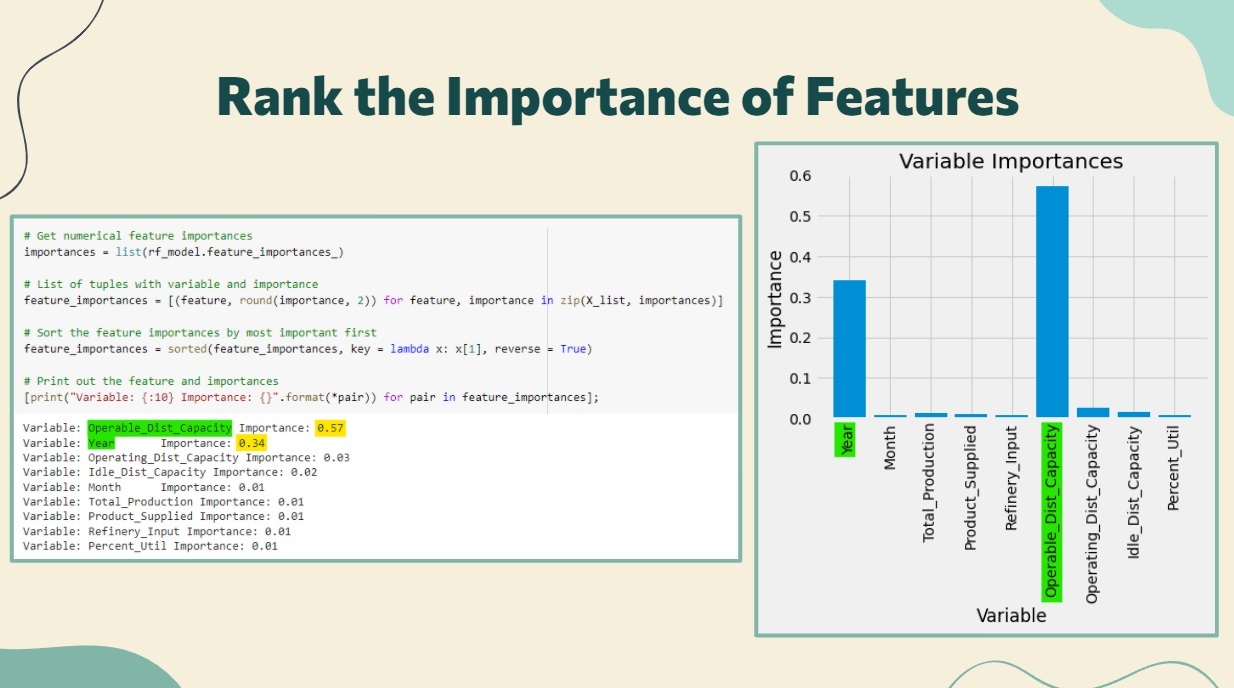 Rank the Importance of Features
# Get numerical feature importances
importances = list(rf_model.feature_importances_)
# List of tuples with variable and importance
feature_importances = [(feature, round(importance, 2)) for feature, importance in zip(X_list, importances)]
# Sort the feature importances by most important first
feature_importances = sorted(feature_importances, key = lambda x: x[1], reverse = True)
# Print out the feature and importances
[print("Variable: {:10} Importance: {}".format(*pair)) for pair in feature_importances];
Variable: Operable_Dist_Capacity Importance: 0.57
Variable: Year       Importance: 0.34
Variable: Operating_Dist_Capacity Importance: 0.03
Variable: Idle_Dist_Capacity Importance: 0.02
Variable: Month      Importance: 0.01
Variable: Total_Production Importance: 0.01
Variable: Product_Supplied Importance: 0.01
Variable: Refinery_Input Importance: 0.01
Variable: Percent_Util Importance: 0.01
Variable Importances
Importance
0.6
0.5
0.4
0.3
0.2
0.1
0.0
Year
Month
Total_Production
Product_Supplied
Refinery_Input
Operable_Dist_Capacity
Operating_Dist_Capacity
Idle_Dist_Capacity
Percent_Util
Variable